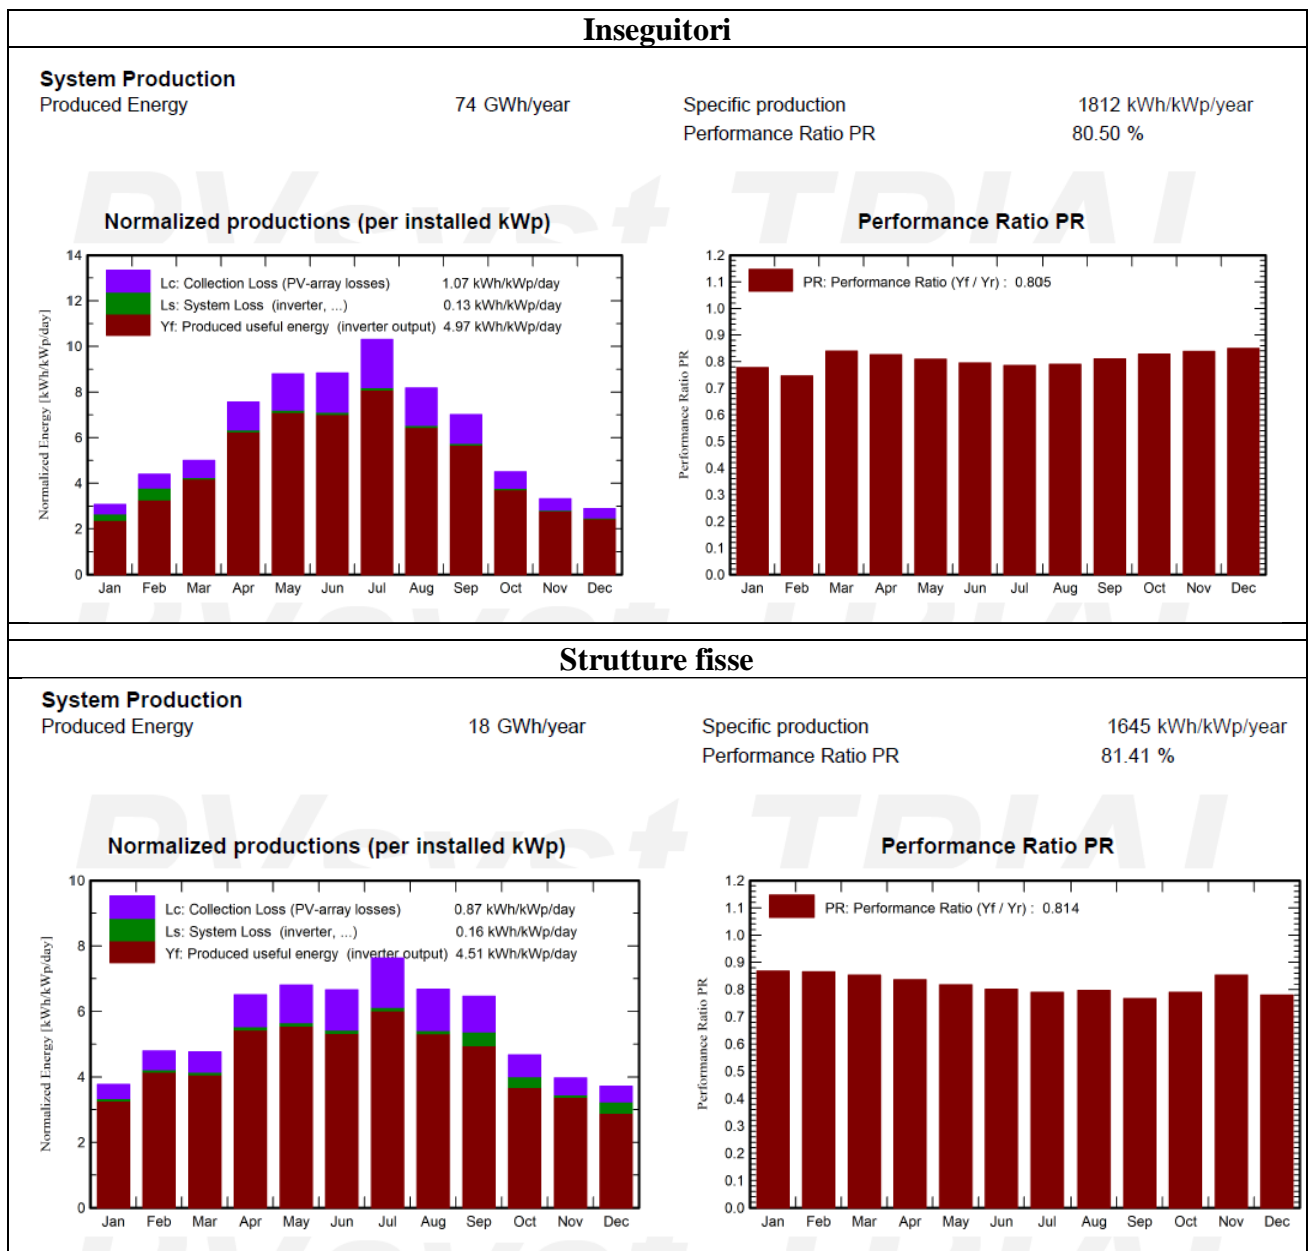 Inseguitori
System Production
Produced Energy 74 GWh/year Specific production 1812 kWh/kWp/year
Performance Ratio PR 80.50 %
PVsyst TRIAL
Normalized productions (per installed kWp)
Normalized Energy [kWh/kWp/day]
14
12
10
8
6
4
2
0
Lc: Collection Loss (PV-array losses) 1.07 kWh/kWp/day
Ls: System Loss (inverter, ...) 0.13 kWh/kWp/day
Yf: Produced useful energy (inverter output) 4.97 kWh/kWp/day
Jan Feb Mar Apr May Jun Jul Aug Sep Oct Nov Dec
Performance Ratio PR
Performance Ratio PR
1.2
1.1
1.0
0.9
0.8
0.7
0.6
0.5
0.4
0.3
0.2
0.1
0.0
PR: Performance Ratio (Yf / Yr) : 0.805
Jan Feb Mar Apr May Jun Jul Aug Sep Oct Nov Dec
PVsyst TRIAL
Strutture fisse
System Production
Produced Energy 18 GWh/year Specific production 1645 kWh/kWp/year
Performance Ratio PR 81.41 %
PVsyst TRIAL
Normalized productions (per installed kWp)
Normalized Energy [kWh/kWp/day]
10
8
6
4
2
0
Lc: Collection Loss (PV-array losses) 0.87 kWh/kWp/day
Ls: System Loss (inverter, ...) 0.16 kWh/kWp/day
Yf: Produced useful energy (inverter output) 4.51 kWh/kWp/day
Jan Feb Mar Apr May Jun Jul Aug Sep Oct Nov Dec
Performance Ratio PR
Performance Ratio PR
1.2
1.1
1.0
0.9
0.8
0.7
0.6
0.5
0.4
0.3
0.2
0.1
0.0
PR: Performance Ratio (Yf / Yr) : 0.814
Jan Feb Mar Apr May Jun Jul Aug Sep Oct Nov Dec